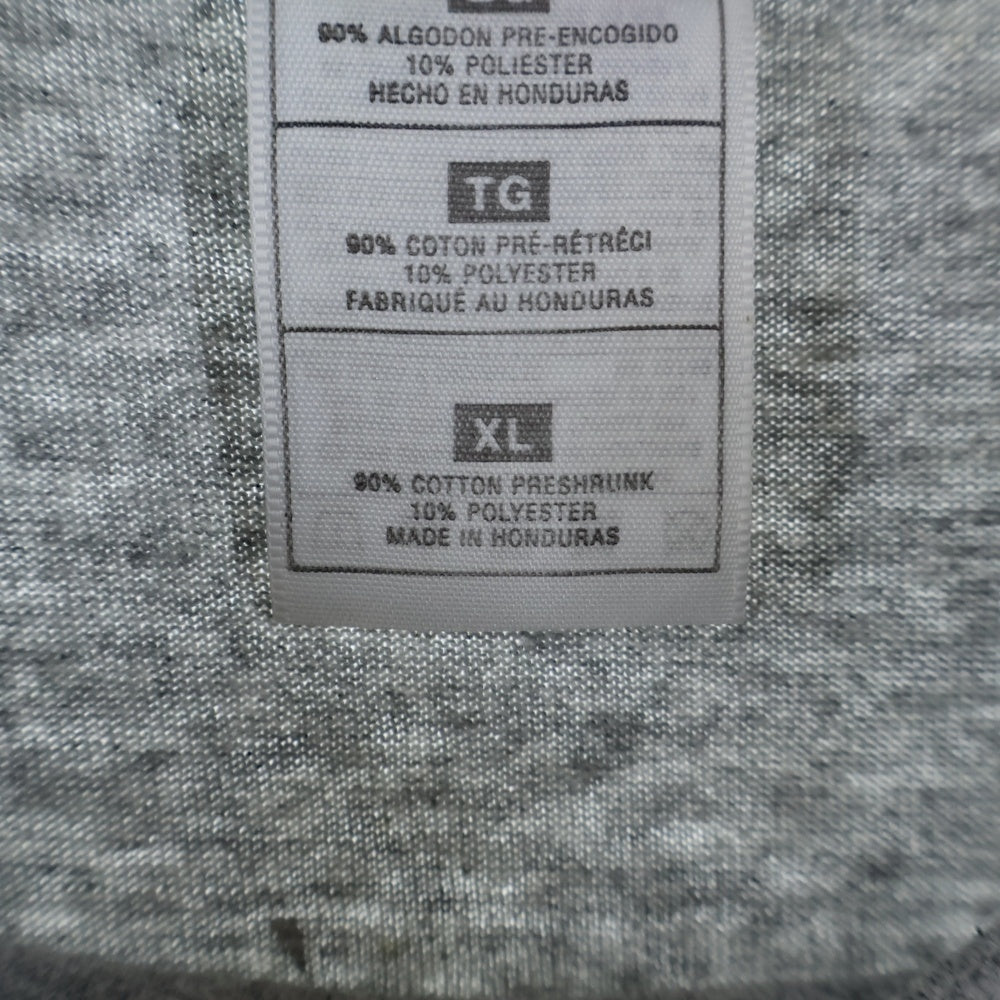 90% ALGODON PRE-ENCOGIDO
10% POLIESTER
HECHO EN HONDURAS
TG
90% COTON PRÉ-RÉTRÉCI
10% POLYESTER
FABRIQUÉ AU HONDURAS
XL
90% COTTON PRESHRUNK
10% POLYESTER
MADE IN HONDURAS